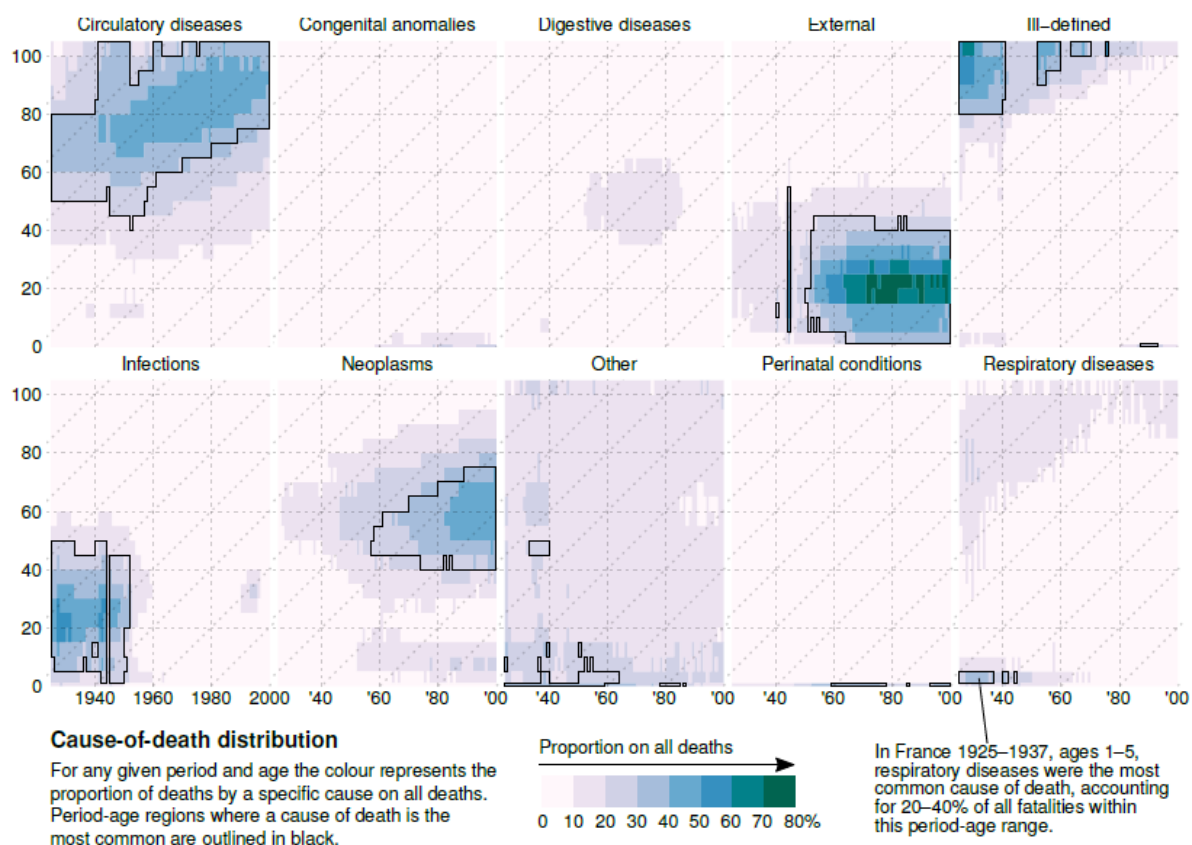 Circulatory diseases Congenital anomalies Digestive diseases External Ill–defined
100
80
60
40
20
0
Infections Neoplasms Other Perinatal conditions Respiratory diseases
100
80
60
40
20
0
1940 1960 1980 2000 '40 '60 '80 '00 '40 '60 '80 '00 '40 '60 '80 '00 '40 '60 '80 '00
Cause-of-death distribution
For any given period and age the colour represents the
proportion of deaths by a specific cause on all deaths.
Period-age regions where a cause of death is the
most common are outlined in black.
Proportion on all deaths
0 10 20 30 40 50 60 70 80%
In France 1925–1937, ages 1–5,
respiratory diseases were the most
common cause of death, accounting
for 20–40% of all fatalities within
this period-age range.